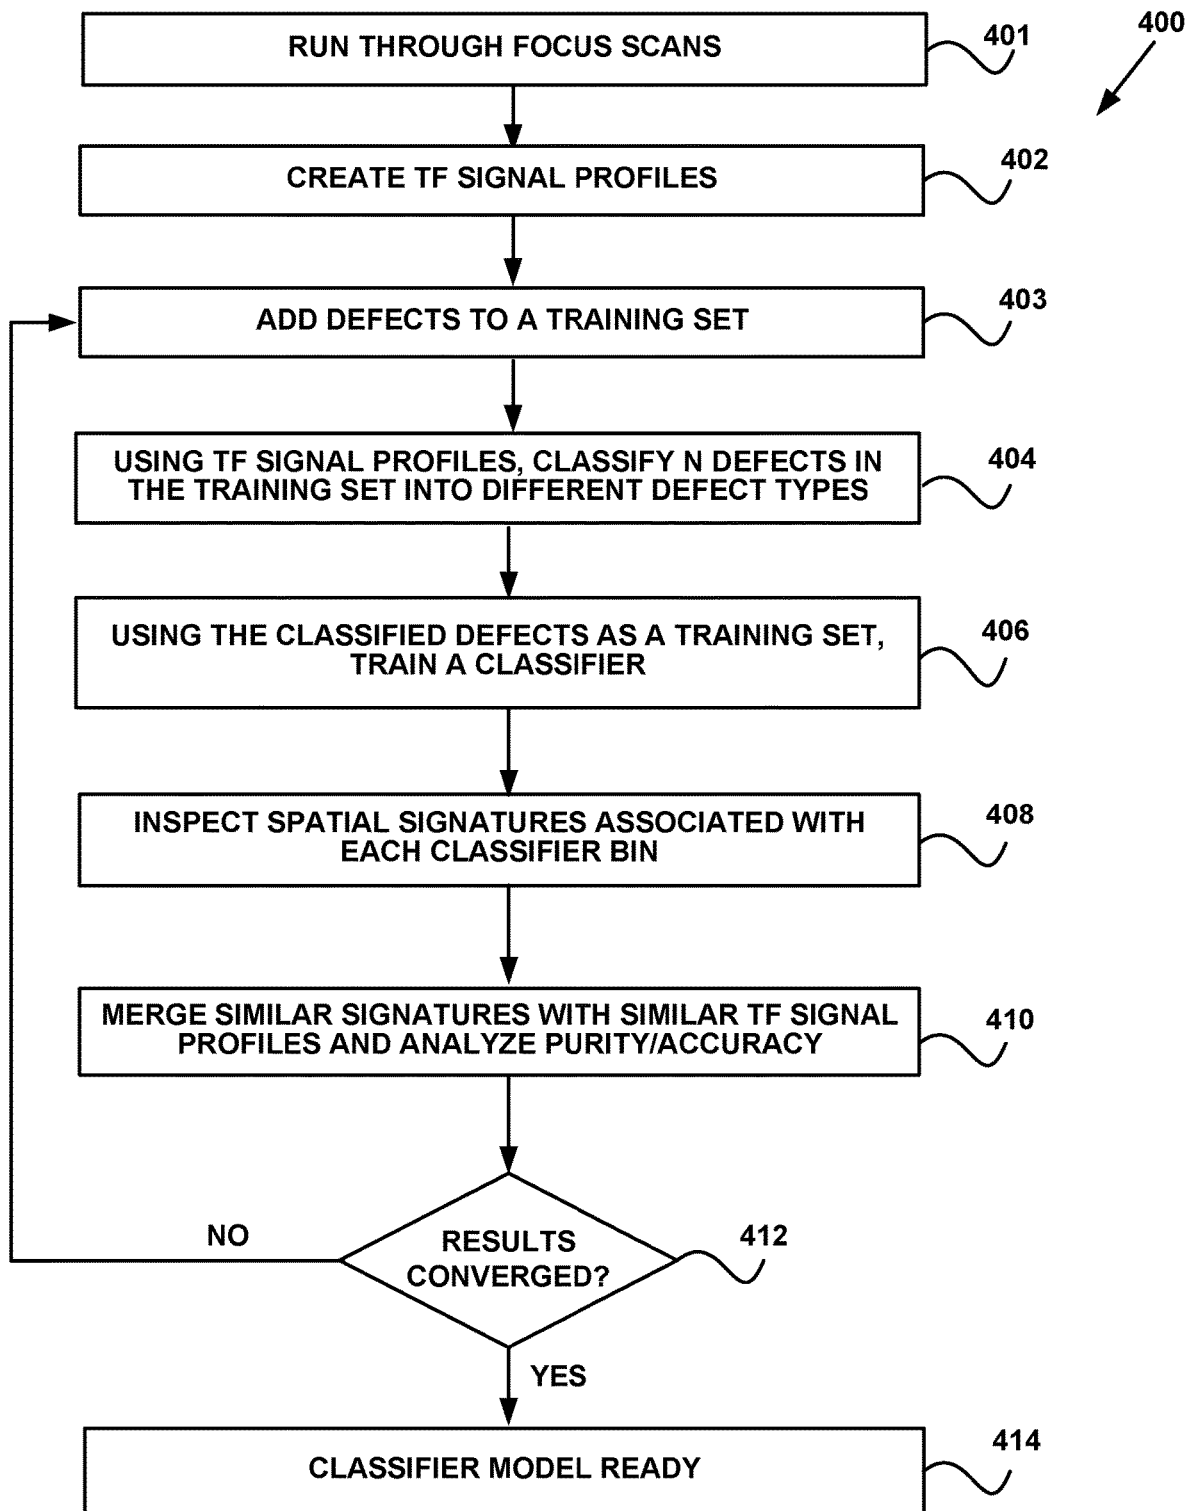 400
RUN THROUGH FOCUS SCANS
401
CREATE TF SIGNAL PROFILES
402
ADD DEFECTS TO A TRAINING SET
403
USING TF SIGNAL PROFILES, CLASSIFY N DEFECTS IN
THE TRAINING SET INTO DIFFERENT DEFECT TYPES
404
USING THE CLASSIFIED DEFECTS AS A TRAINING SET,
TRAIN A CLASSIFIER
406
INSPECT SPATIAL SIGNATURES ASSOCIATED WITH
EACH CLASSIFIER BIN
408
MERGE SIMILAR SIGNATURES WITH SIMILAR TF SIGNAL
PROFILES AND ANALYZE PURITY/ACCURACY
410
NO
RESULTS
CONVERGED?
412
YES
CLASSIFIER MODEL READY
414